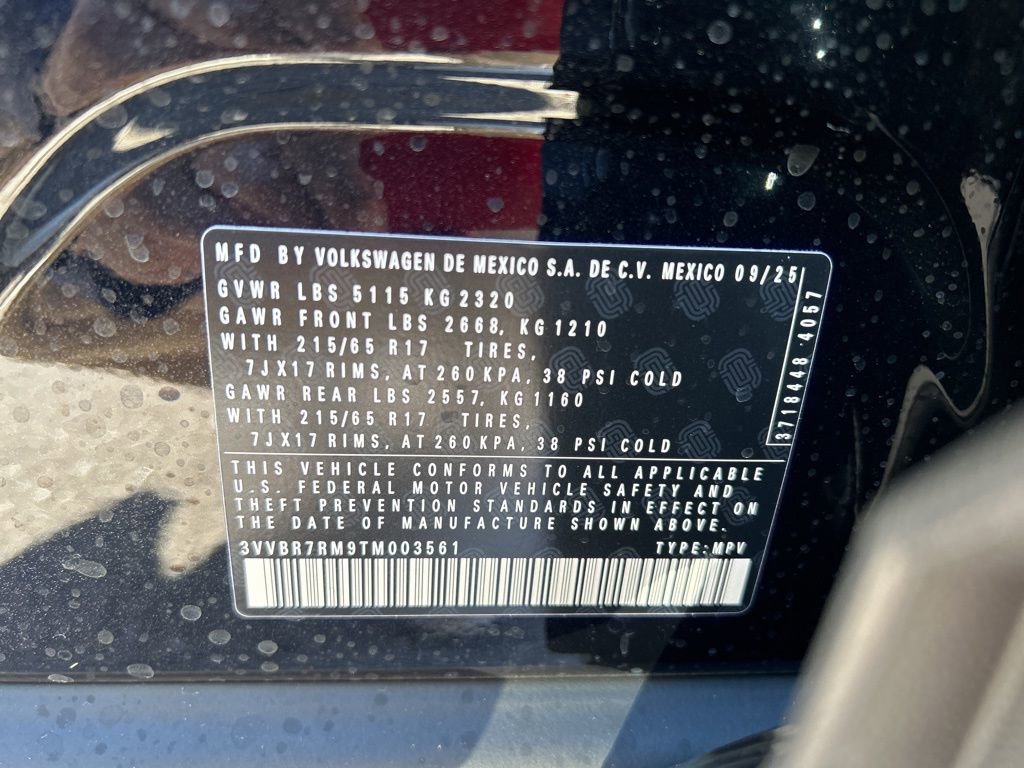 MFD BY VOLKSWAGEN DE MEXICO S.A. DE C.V. MEXICO 09/25
GVWR LBS 5115 KG 2320
GAWR FRONT LBS 2668, KG 1210
WITH 215/65 R17 TIRES,
7JX17 RIMS, AT 260 KPA, 38 PSI COLD
GAWR REAR LBS 2557, KG 1160
WITH 215/65 R17 TIRES,
7JX17 RIMS, AT 260 KPA, 38 PSI COLD
3718448 4057
THIS VEHICLE CONFORMS TO ALL APPLICABLE
U.S. FEDERAL MOTOR VEHICLE SAFETY AND
THEFT PREVENTION STANDARDS IN EFFECT ON
THE DATE OF MANUFACTURE SHOWN ABOVE.
3VVBR7RM9TM003561 TYPE:MPV